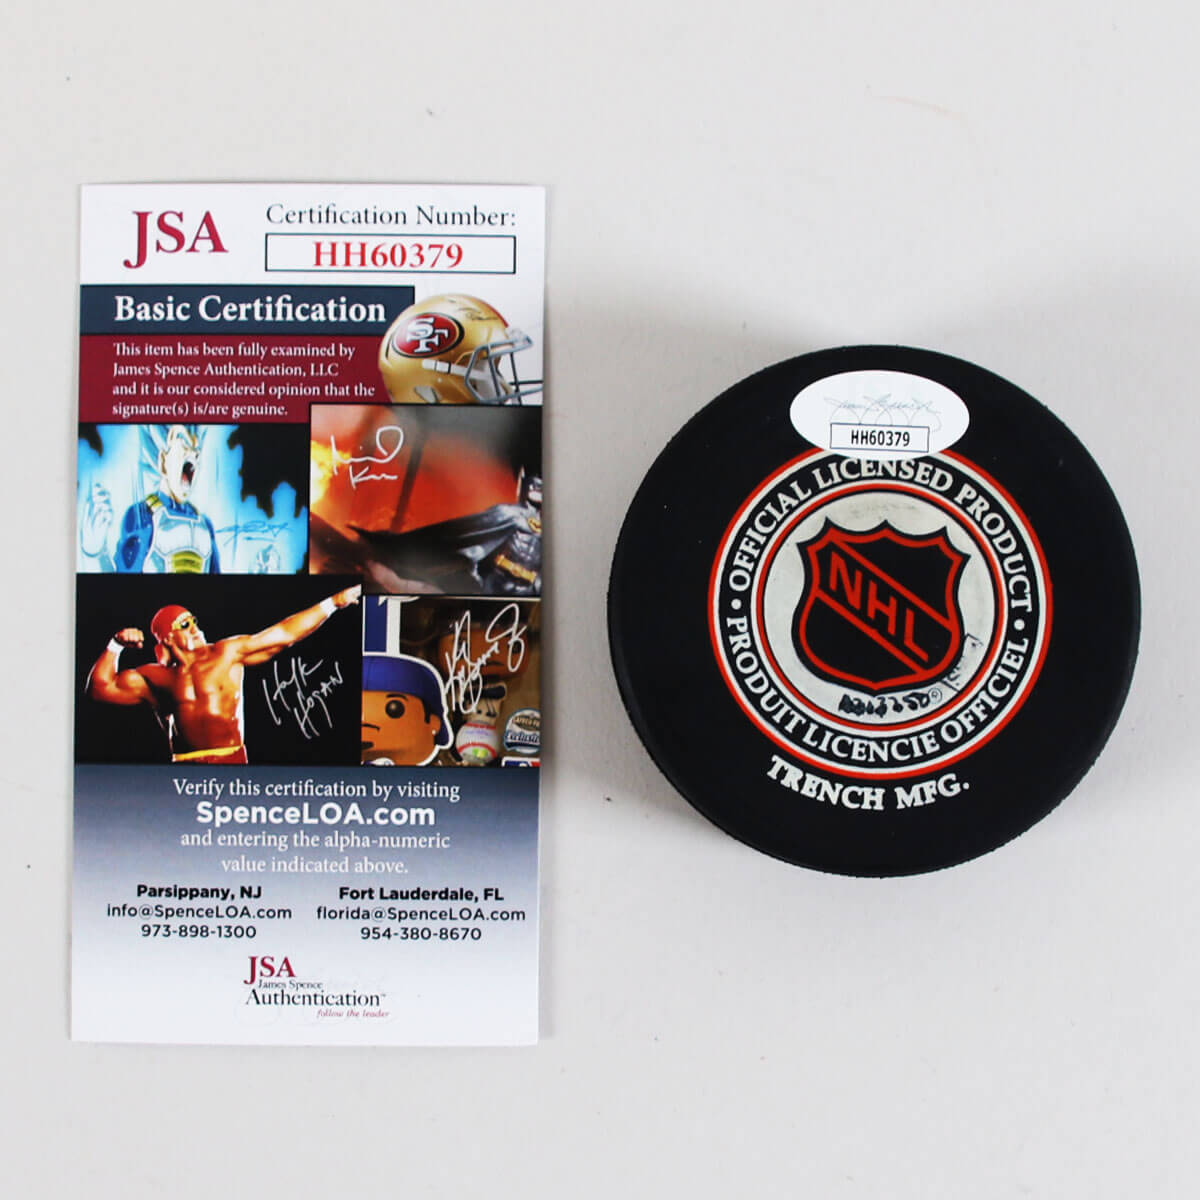 JSA
Certification Number:
HH60379
Basic Certification
This item has been fully examined by
James Spence Authentication, LLC
and it is our considered opinion that the
signature(s) is/are genuine.
SF
Hulk
Hogan
Verify this certification by visiting
SpenceLOA.com
and entering the alpha-numeric
value indicated above.
Parsippany, NJ
info@SpenceLOA.com
973-898-1300
Fort Lauderdale, FL
florida@SpenceLOA.com
954-380-8670
JSA
James Spence
Authentication™
follow the leader
HH60379
OFFICIAL LICENSED PRODUCT
NHL
• PRODUIT LICENCIE OFFICIEL •
TRENCH MFG.